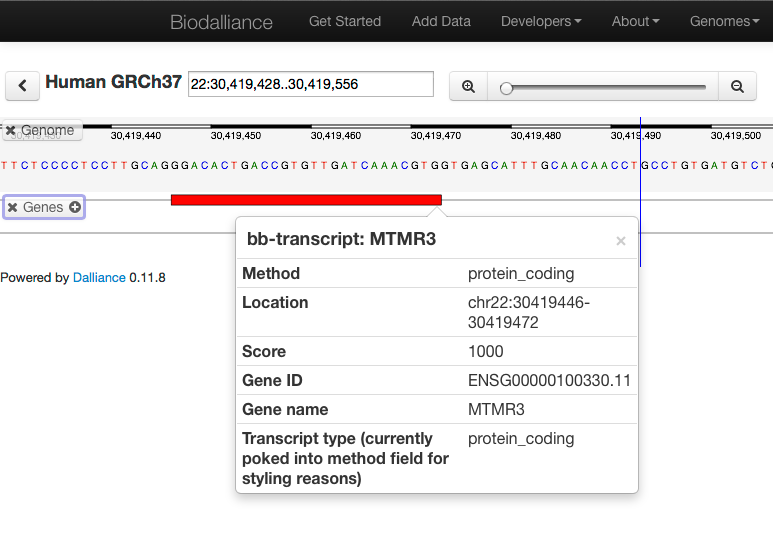 Biodalliance Get Started Add Data Developers About Genomes
Human GRCh37 22:30,419,428..30,419,556
Genome 30,419,430 30,419,440 30,419,450 30,419,460 30,419,470 30,419,480 30,419,490 30,419,500
TTCTCCCCTCCTTGCAGGGACACTGACCGTGTTGATCAAACGTGGTGAGCATTTGCAACAACCTGCCTGTGATGTCT
Genes
bb-transcript: MTMR3 ×
Method protein_coding
Location chr22:30419446-
30419472
Score 1000
Gene ID ENSG00000100330.11
Gene name MTMR3
Transcript type (currently protein_coding
poked into method field for
styling reasons)
Powered by Dalliance 0.11.8